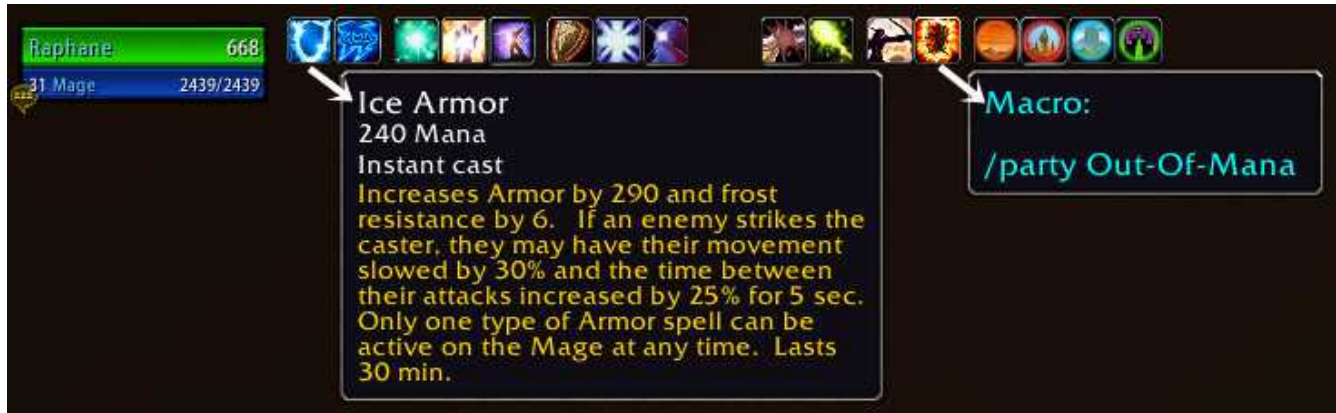 Raphane 668
31 Mage 2439/2439
zzz
Ice Armor
240 Mana
Instant cast
Increases Armor by 290 and frost
resistance by 6. If an enemy strikes the
caster, they may have their movement
slowed by 30% and the time between
their attacks increased by 25% for 5 sec.
Only one type of Armor spell can be
active on the Mage at any time. Lasts
30 min.
Macro:
/party Out-Of-Mana